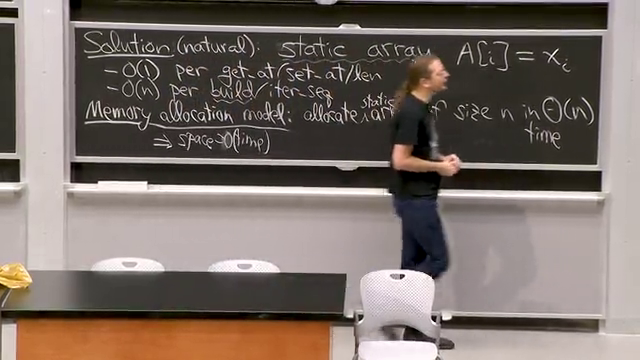 Solution (natural): static array A[i] = xᵢ
- O(1) per get_at/set_at/len
- O(n) per build/iter_seq
Memory allocation model: allocate static of size n in Θ(n) time
⇒ space = O(time)